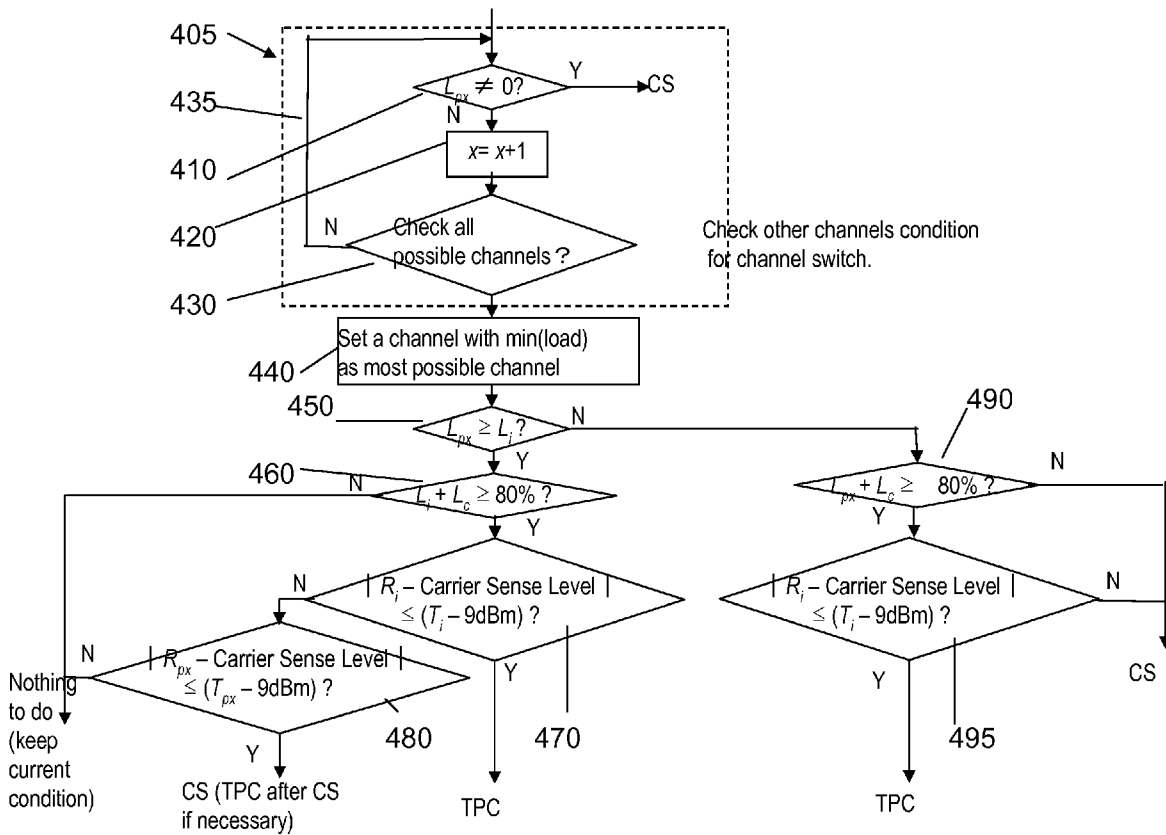 405
L_px ≠ 0?
Y
CS
435
N
410
x= x+1
420
N
Check all
possible channels ?
Check other channels condition
for channel switch.
430
Set a channel with min(load)
as most possible channel
440
450
N
490
L_px ≥ L_i ?
Y
460
N
N
L_i + L_c ≥ 80% ?
L_px + L_c ≥ 80% ?
Y
Y
N
| R_i – Carrier Sense Level |
≤ (T_i – 9dBm) ?
| R_i – Carrier Sense Level |
≤ (T_i – 9dBm) ?
N
N
| R_px – Carrier Sense Level |
≤ (T_px – 9dBm) ?
Y
Y
CS
Nothing
to do
(keep
current
condition)
480
470
495
Y
CS (TPC after CS
if necessary)
TPC
TPC